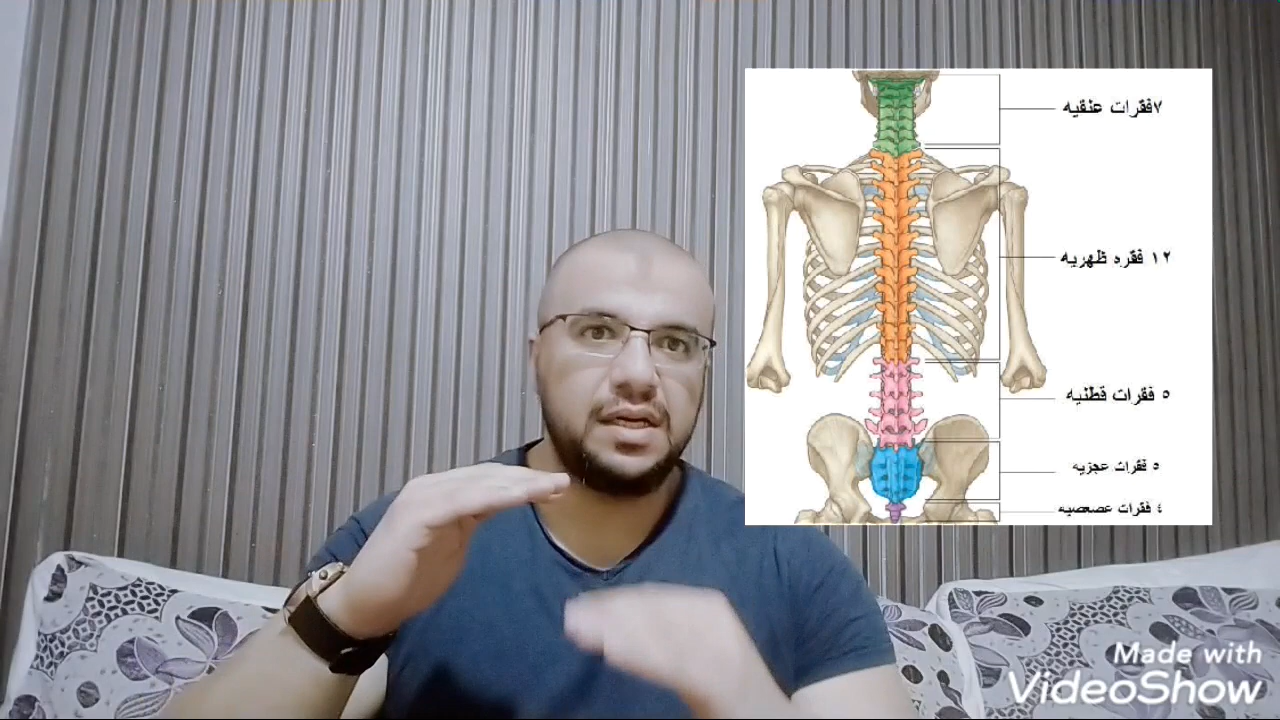 ٧فقرات عنقيه
١٢ فقره ظهريه
٥ فقرات قطنيه
٥ فقرات عجزيه
٤ فقرات عصعصيه
Made with
VideoShow